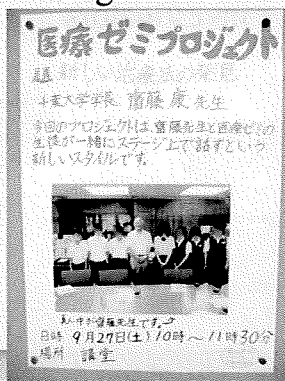 医療ゼミプロジェクト
千葉大学学長 齋藤 康 先生
今回のプロジェクトは、齋藤先生と医療ゼミの
生徒が一緒にステージ上で話すという
新しいスタイルです。
真ん中が齋藤先生です。
日時 9月27日(土) 10時～11時30分
場所 講堂